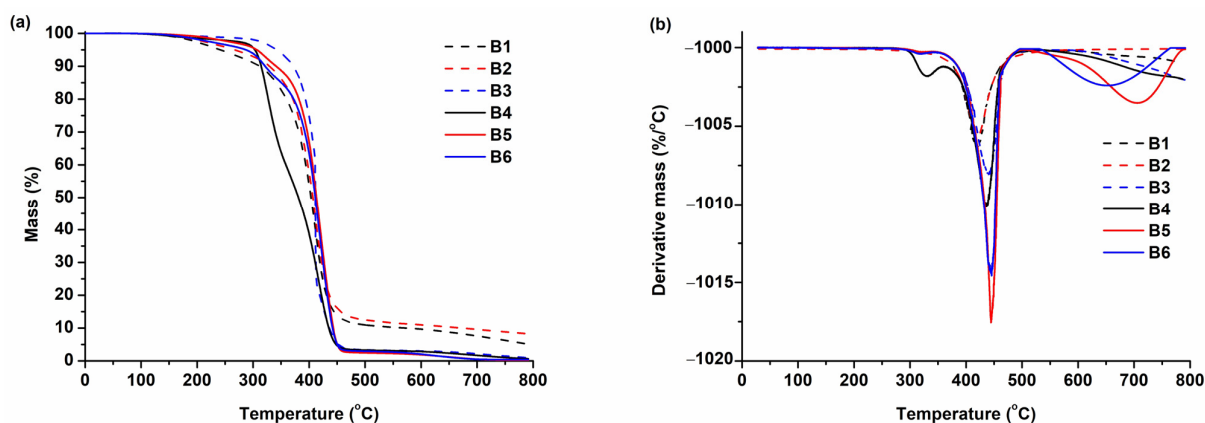 (a)
100
90
80
70
60
50
40
30
20
10
0
Mass (%)
B1
B2
B3
B4
B5
B6
0 100 200 300 400 500 600 700 800
Temperature (°C)
(b)
−1000
−1005
−1010
−1015
−1020
Derivative mass (%/°C)
B1
B2
B3
B4
B5
B6
0 100 200 300 400 500 600 700 800
Temperature (°C)